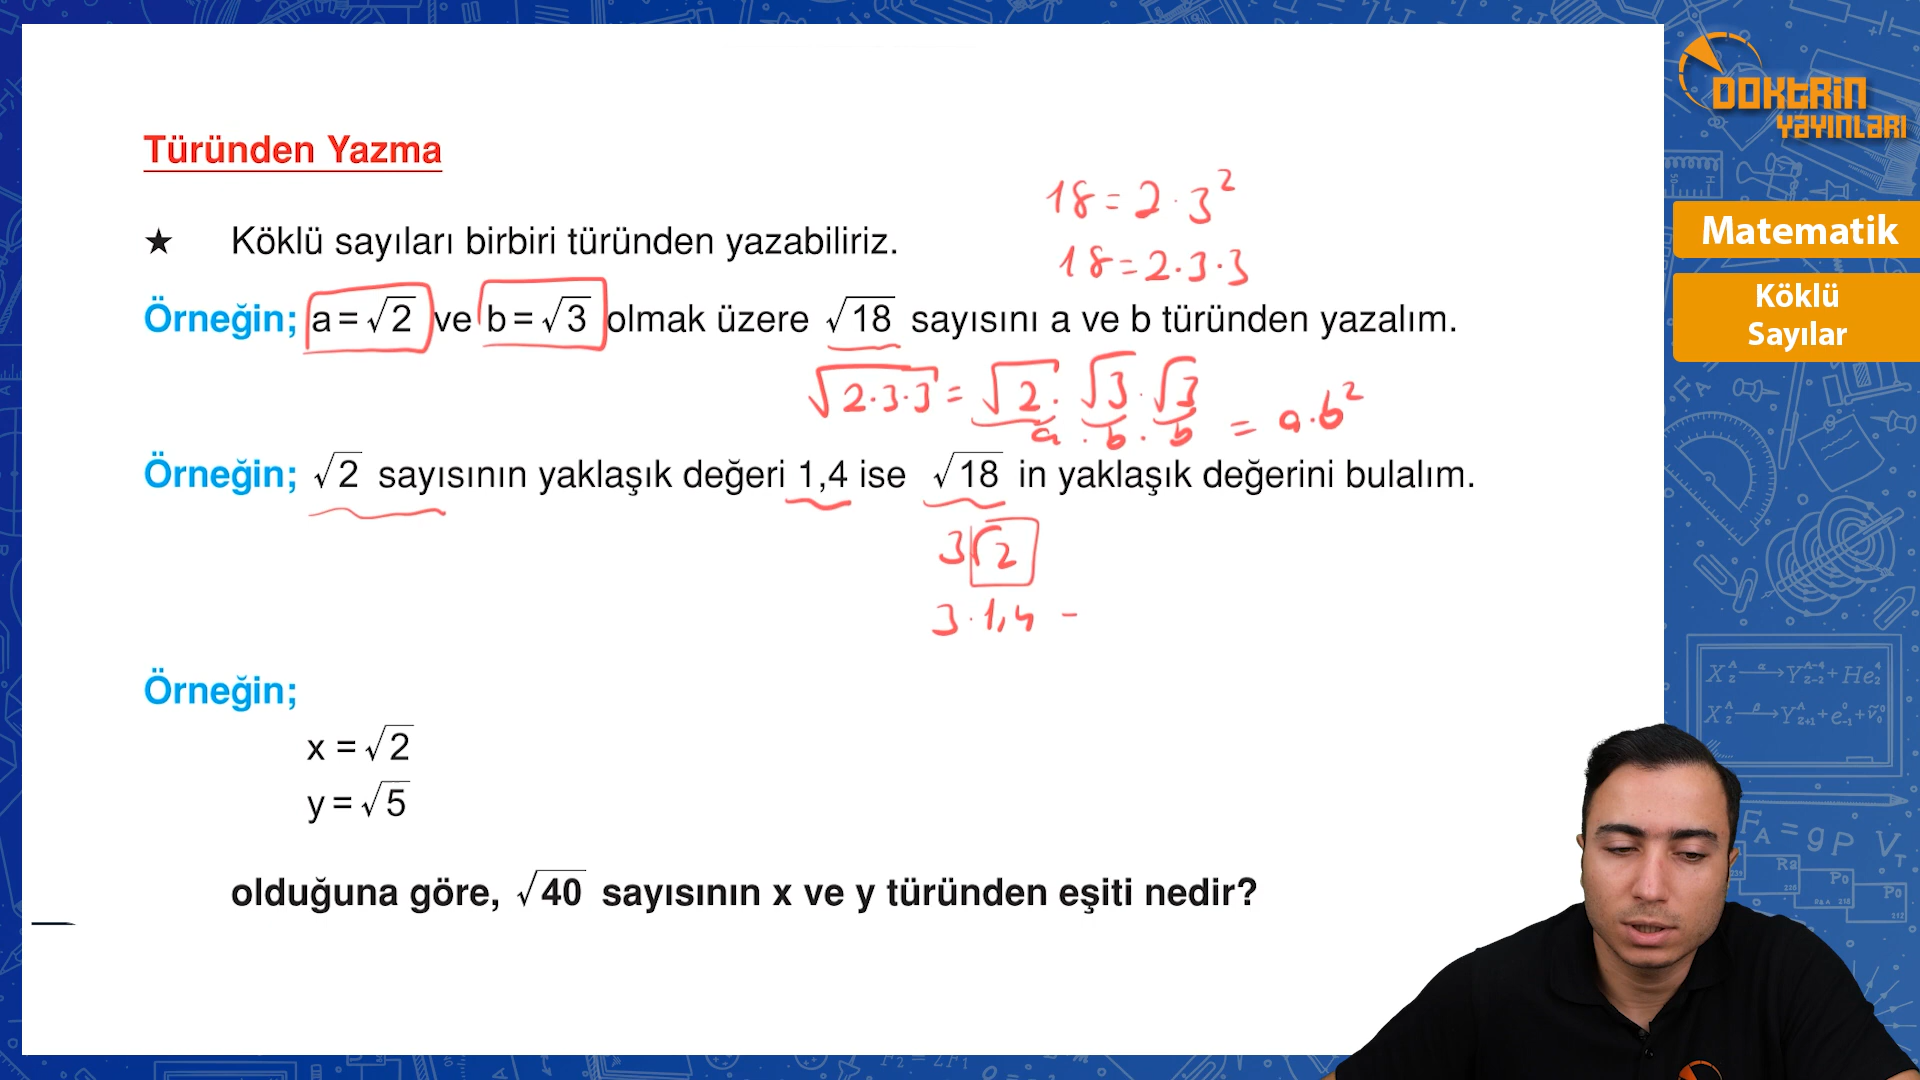 DOKTRİN
YAYINLARI
Matematik
Köklü
Sayılar
Türünden Yazma
18 = 2 · 3²
★ Köklü sayıları birbiri türünden yazabiliriz.
18 = 2·3·3
Örneğin; a = √2 ve b = √3 olmak üzere √18 sayısını a ve b türünden yazalım.
√2·3·3 = √2 · √3 · √3
a · b · b = a·b²
Örneğin; √2 sayısının yaklaşık değeri 1,4 ise √18 in yaklaşık değerini bulalım.
3√2
3·1,4 -
Örneğin;
x = √2
y = √5
olduğuna göre, √40 sayısının x ve y türünden eşiti nedir?